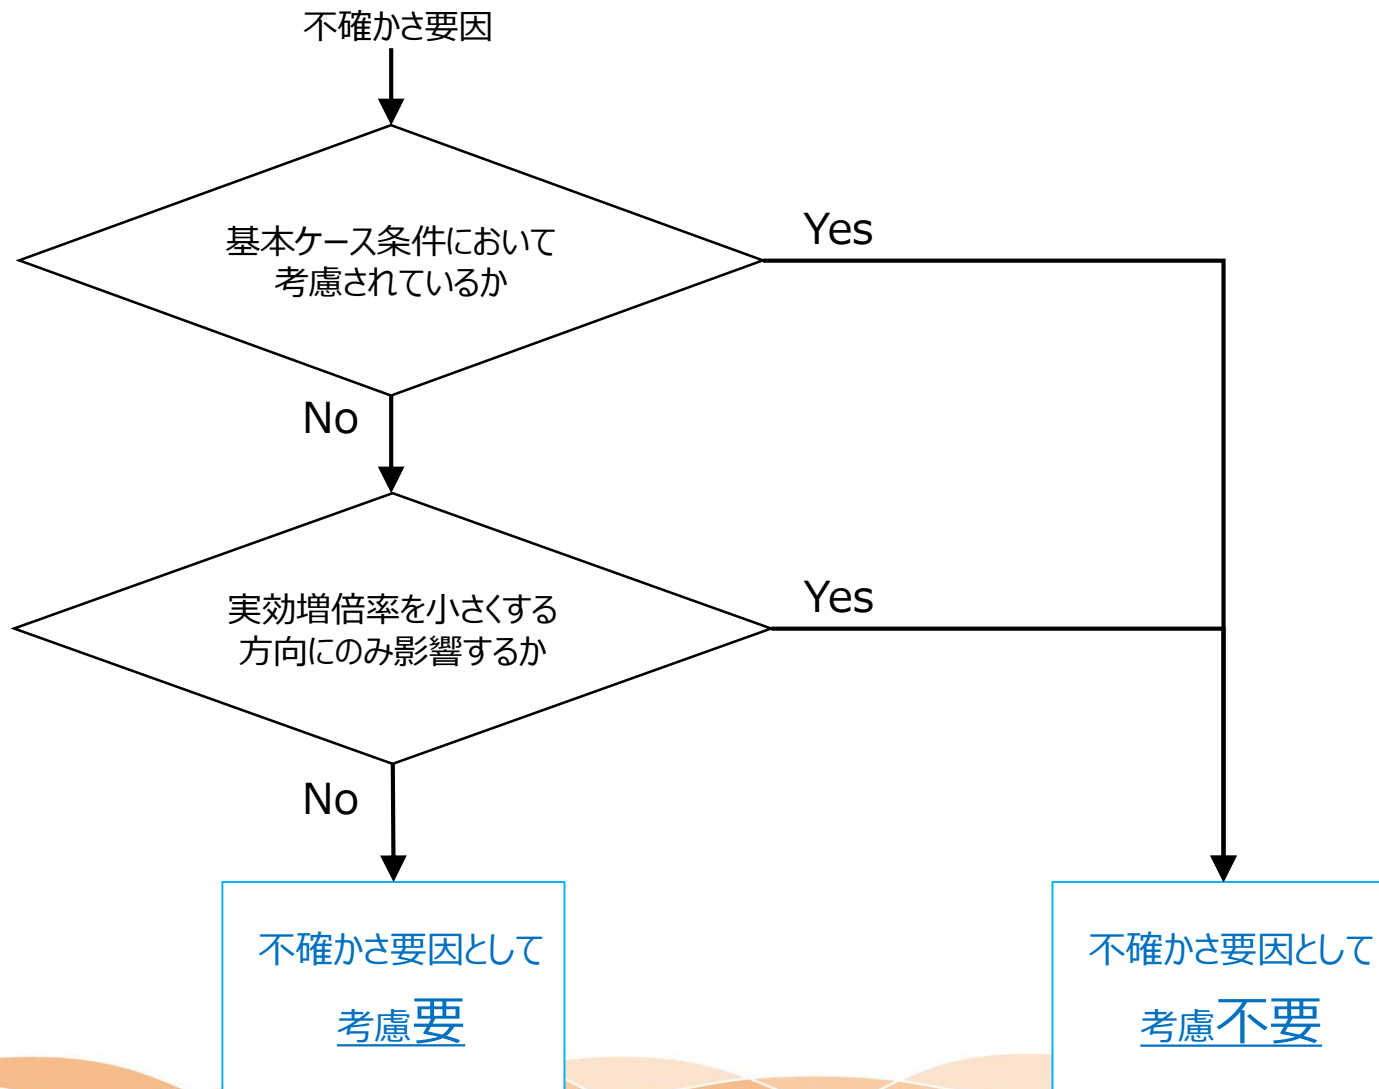 不確かさ要因
基本ケース条件において
考慮されているか
Yes
No
実効増倍率を小さくする
方向にのみ影響するか
Yes
No
不確かさ要因として
考慮要
不確かさ要因として
考慮不要